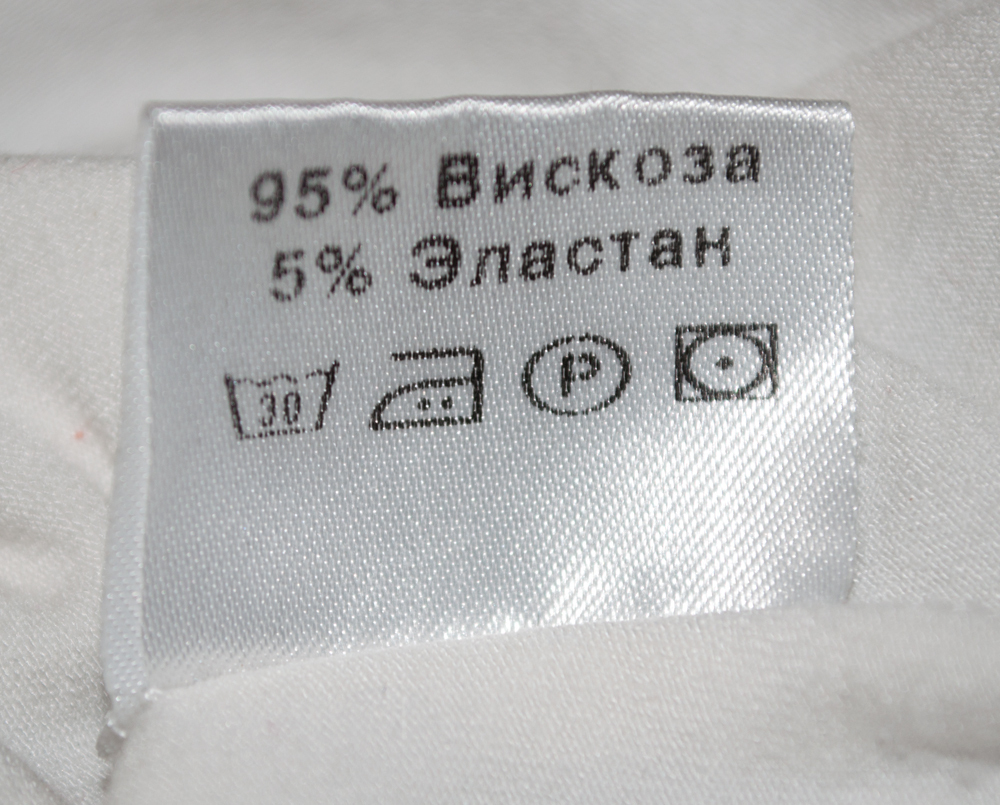 95% Вискоза
5% Эластан
30 P